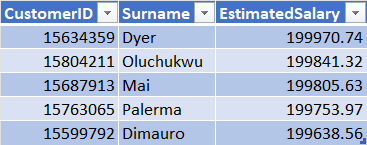 CustomerID Surname EstimatedSalary
15634359 Dyer 199970.74
15804211 Oluchukwu 199841.32
15687913 Mai 199805.63
15763065 Palerma 199753.97
15599792 Dimauro 199638.56